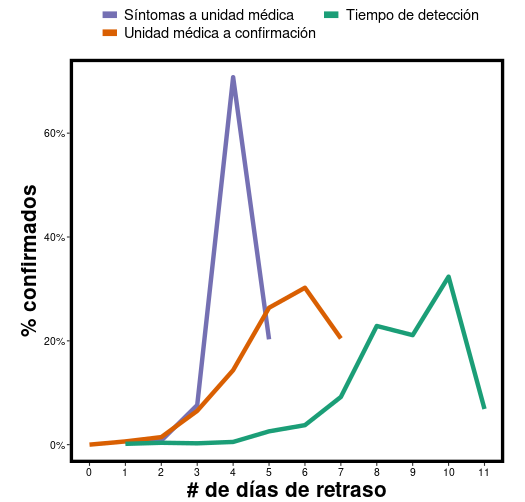 Síntomas a unidad médica
Tiempo de detección
Unidad médica a confirmación
% confirmados
60%
40%
20%
0%
0 1 2 3 4 5 6 7 8 9 10 11
# de días de retraso